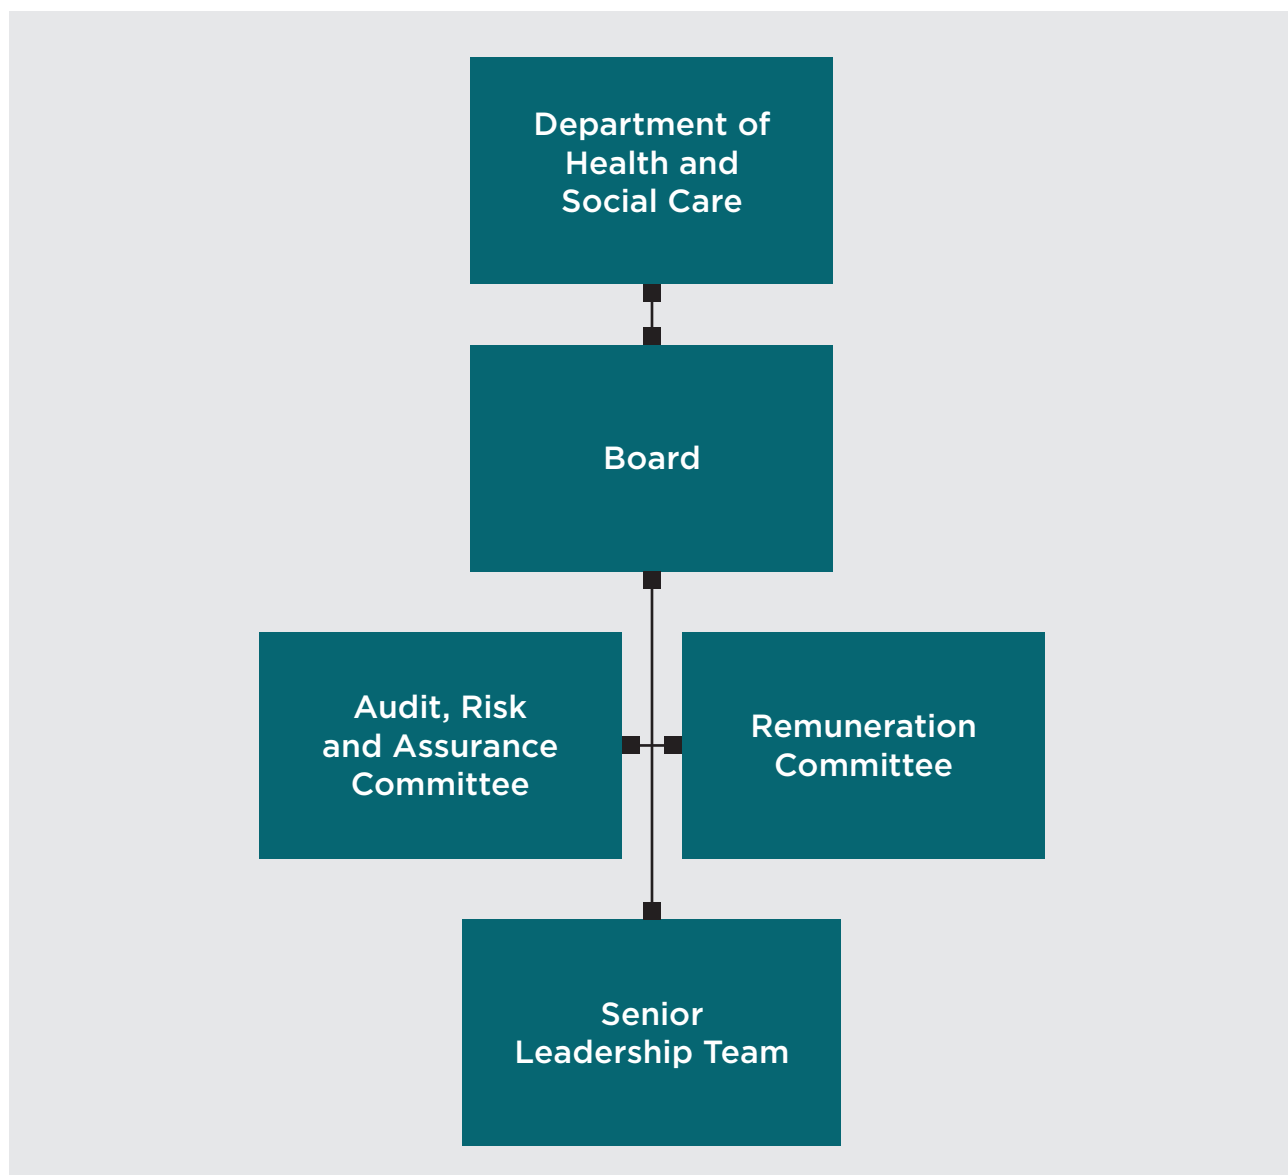 Department of
Health and
Social Care
Board
Audit, Risk
and Assurance
Committee
Remuneration
Committee
Senior
Leadership Team